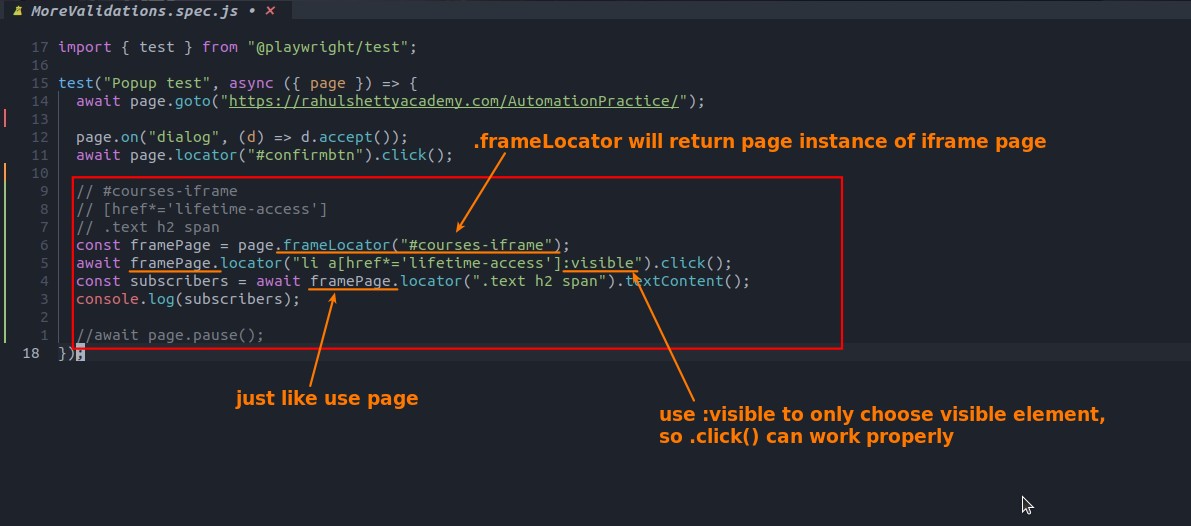 MoreValidations.spec.js • ✕
17 import { test } from "@playwright/test";
16
15 test("Popup test", async ({ page }) => {
14 await page.goto("https://rahulshettyacademy.com/AutomationPractice/");
13
12 page.on("dialog", (d) => d.accept());
.frameLocator will return page instance of iframe page
11 await page.locator("#confirmbtn").click();
10
9 // #courses-iframe
8 // [href*='lifetime-access']
7 // .text h2 span
6 const framePage = page.frameLocator("#courses-iframe");
5 await framePage.locator("li a[href*='lifetime-access']:visible").click();
4 const subscribers = await framePage.locator(".text h2 span").textContent();
3 console.log(subscribers);
2
1 //await page.pause();
18 });
just like use page
use :visible to only choose visible element,
so .click() can work properly